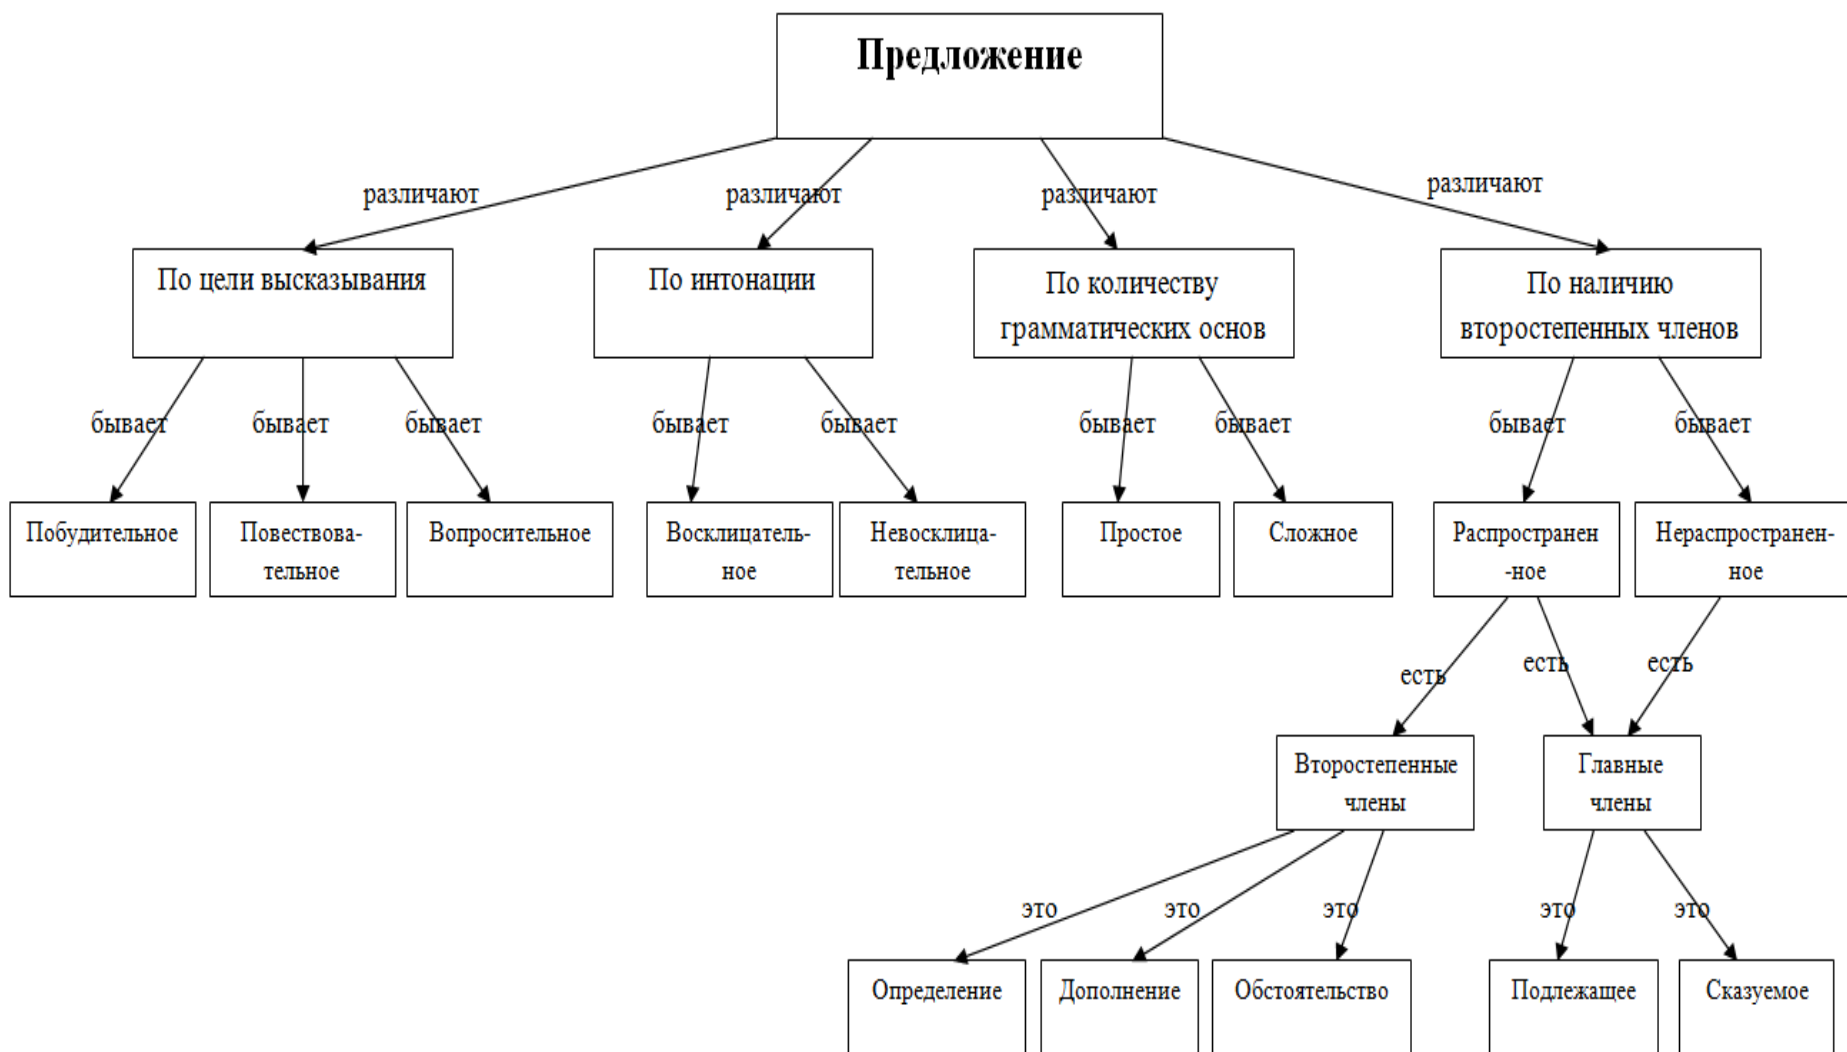 Предложение
различают
различают
различают
различают
По цели высказывания
По интонации
По количеству
грамматических основ
По наличию
второстепенных членов
бывает
бывает
бывает
бывает
бывает
бывает
бывает
бывает
бывает
Побудительное
Повествова-
тельное
Вопросительное
Восклицатель-
ное
Невосклица-
тельное
Простое
Сложное
Распространен
-ное
Нераспространен-
ное
есть
есть
есть
Второстепенные
члены
Главные
члены
это
это
это
это
это
Определение
Дополнение
Обстоятельство
Подлежащее
Сказуемое